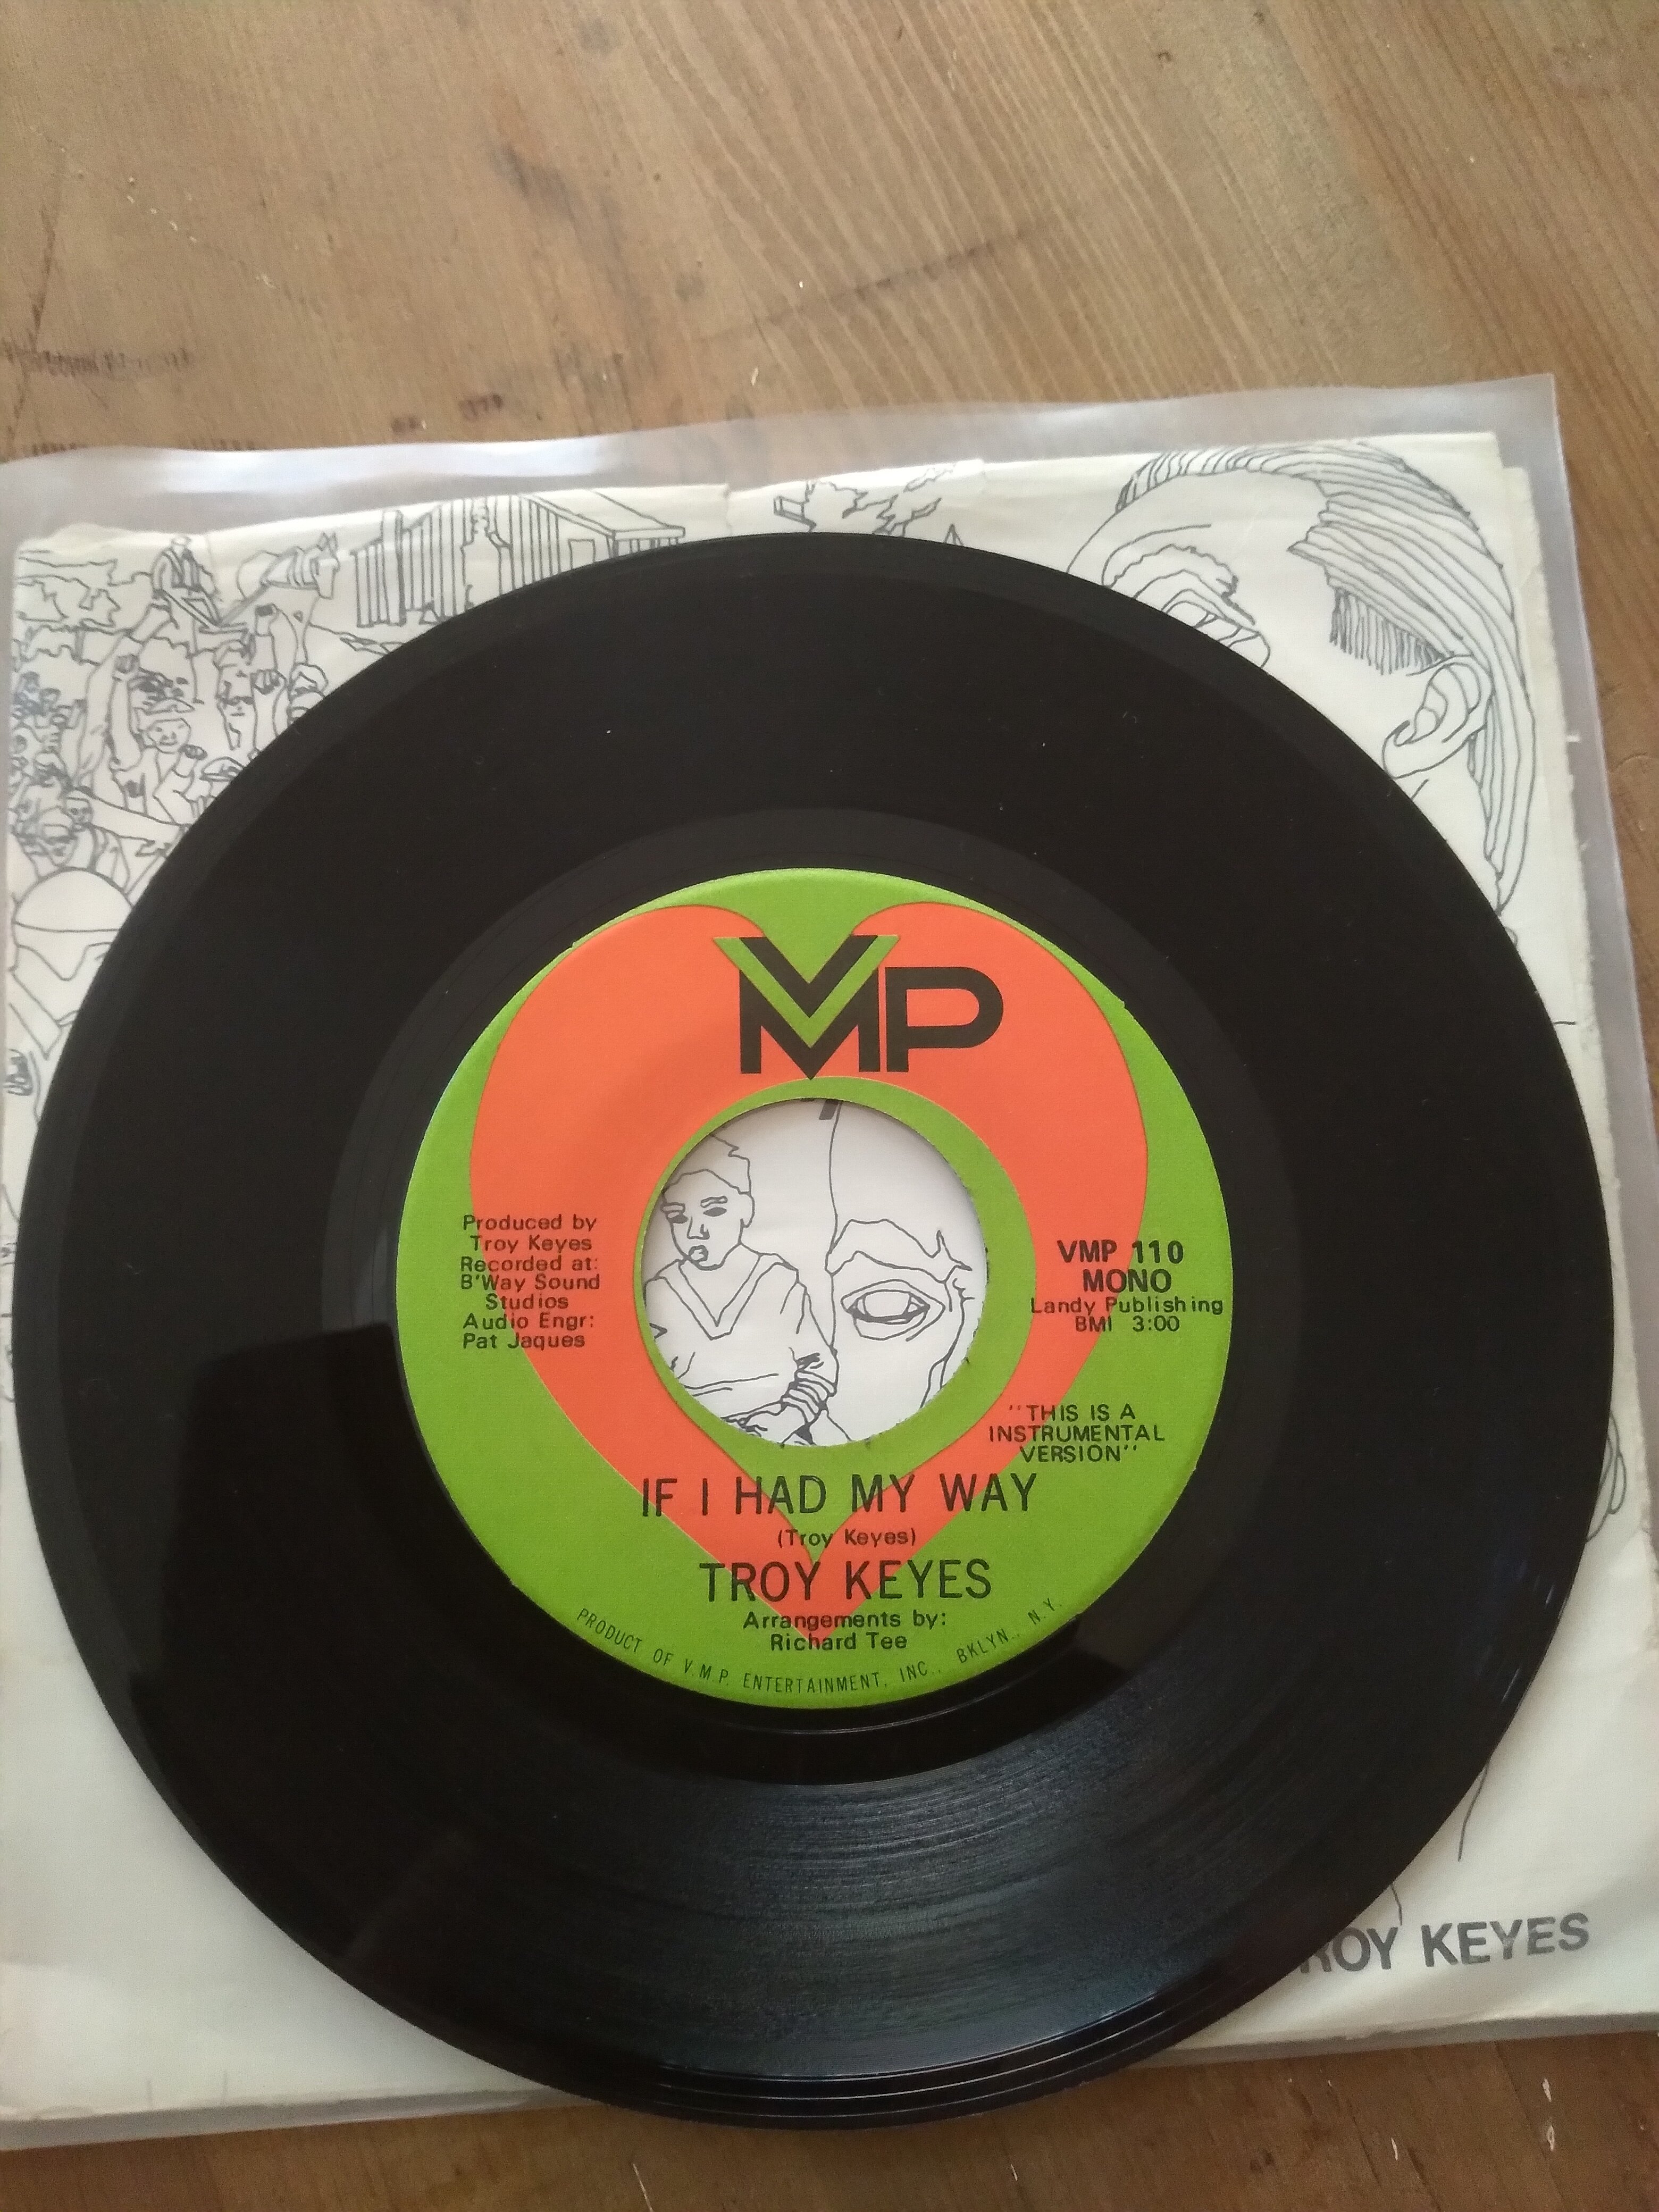 VMP
Produced by
Troy Keyes
Recorded at:
B'Way Sound
Studios
Audio Engr:
Pat Jaques
VMP 110
MONO
Landy Publishing
BMI 3:00
"THIS IS A
INSTRUMENTAL
VERSION"
IF I HAD MY WAY
(Troy Keyes)
TROY KEYES
Arrangements by:
Richard Tee
PRODUCT OF V.M.P. ENTERTAINMENT, INC., BKLYN., N.Y.
ROY KEYES